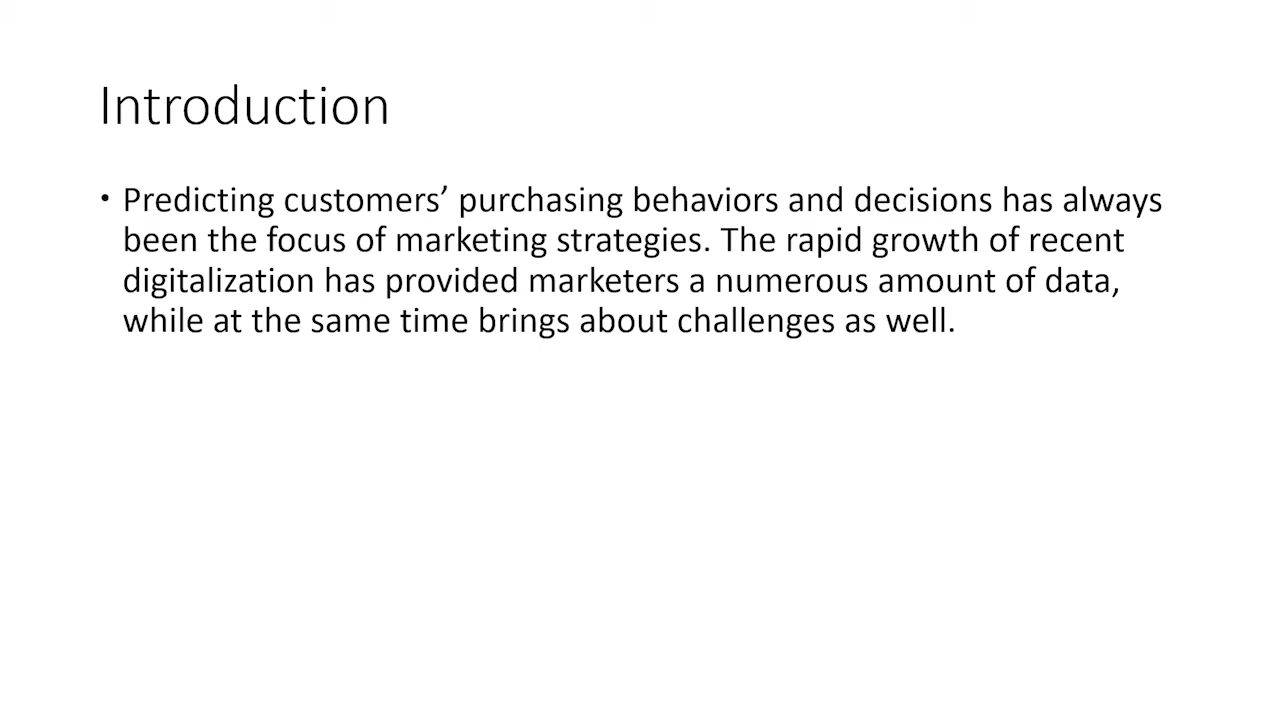 Introduction
• Predicting customers’ purchasing behaviors and decisions has always
been the focus of marketing strategies. The rapid growth of recent
digitalization has provided marketers a numerous amount of data,
while at the same time brings about challenges as well.